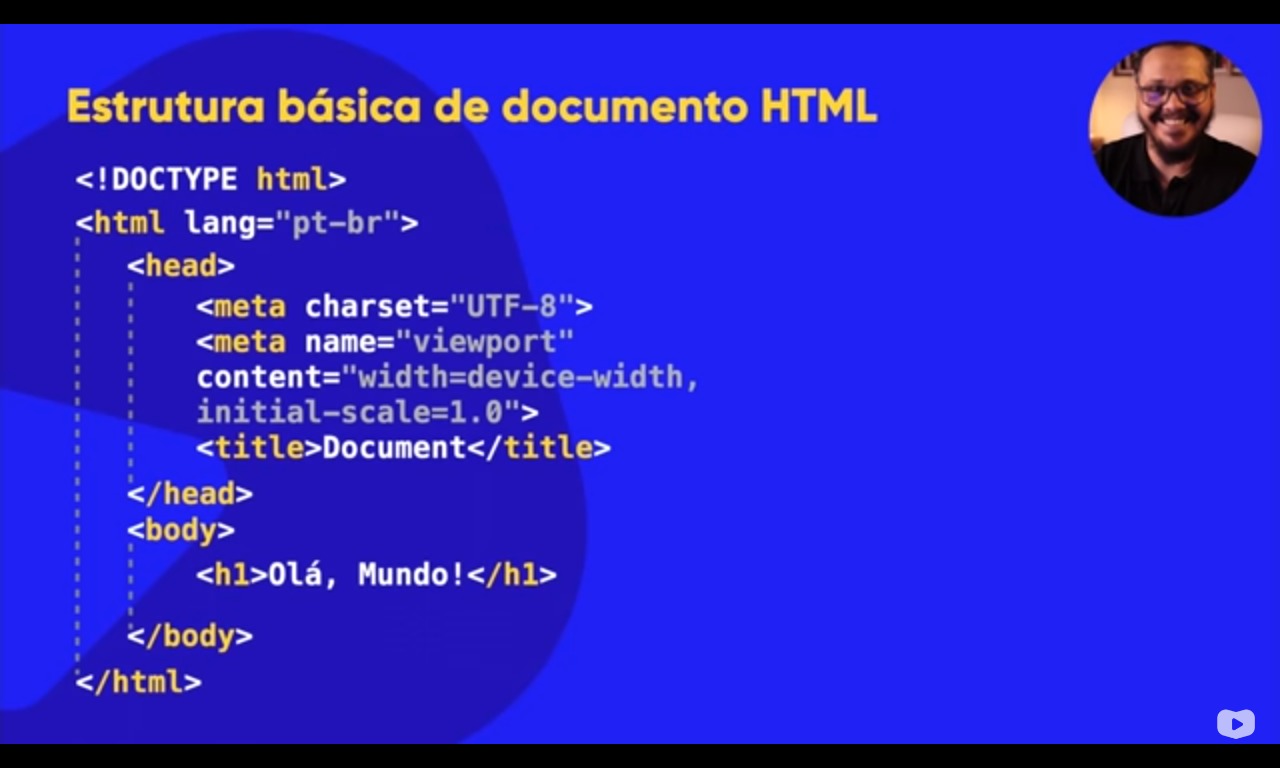 Estrutura básica de documento HTML
<!DOCTYPE html>
<html lang="pt-br">
<head>
<meta charset="UTF-8">
<meta name="viewport"
content="width=device-width,
initial-scale=1.0">
<title>Document</title>
</head>
<body>
<h1>Olá, Mundo!</h1>
</body>
</html>